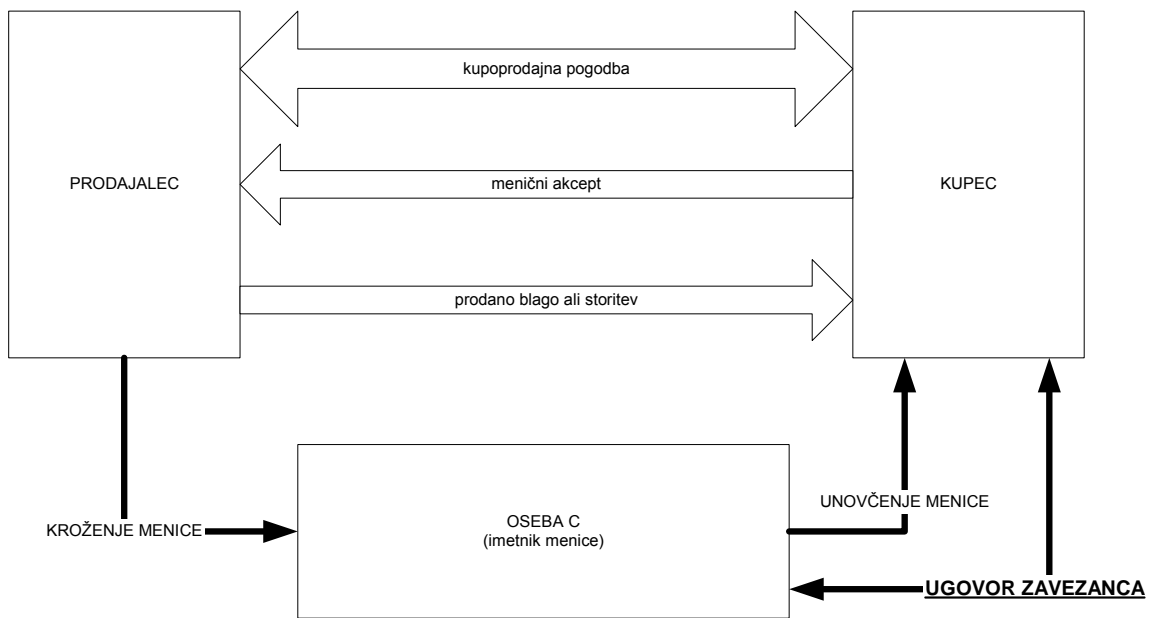 kupoprodajna pogodba
PRODAJALEC
menični akcept
KUPEC
prodano blago ali storitev
KROŽENJE MENICE
OSEBA C
(imetnik menice)
UNOVČENJE MENICE
UGOVOR ZAVEZANCA